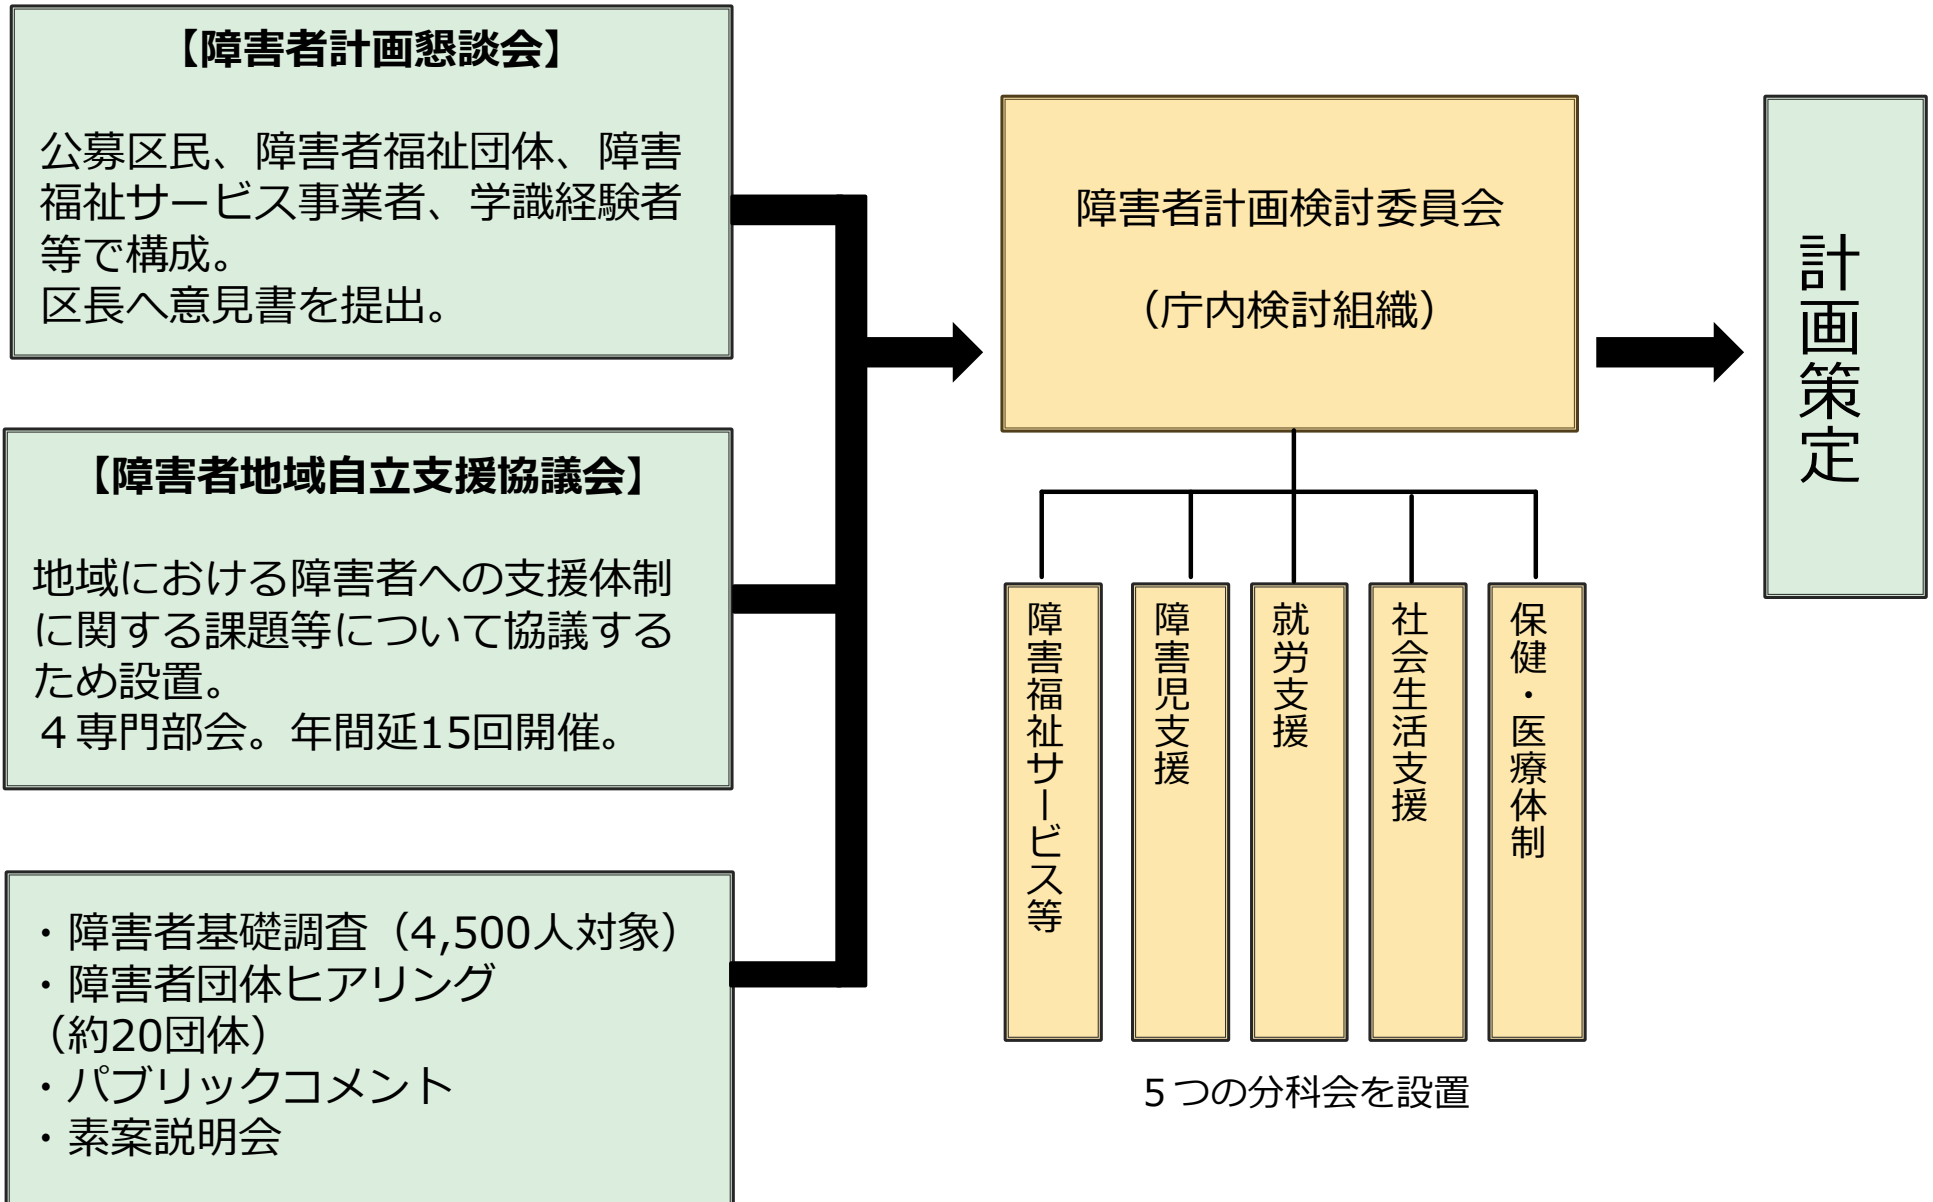 【障害者計画懇談会】
公募区民、障害者福祉団体、障害
福祉サービス事業者、学識経験者
等で構成。
区長へ意見書を提出。
【障害者地域自立支援協議会】
地域における障害者への支援体制
に関する課題等について協議する
ため設置。
４専門部会。年間延15回開催。
・障害者基礎調査（4,500人対象）
・障害者団体ヒアリング
（約20団体）
・パブリックコメント
・素案説明会
障害者計画検討委員会
（庁内検討組織）
障害福祉サービス等
障害児支援
就労支援
社会生活支援
保健・医療体制
５つの分科会を設置
計画策定